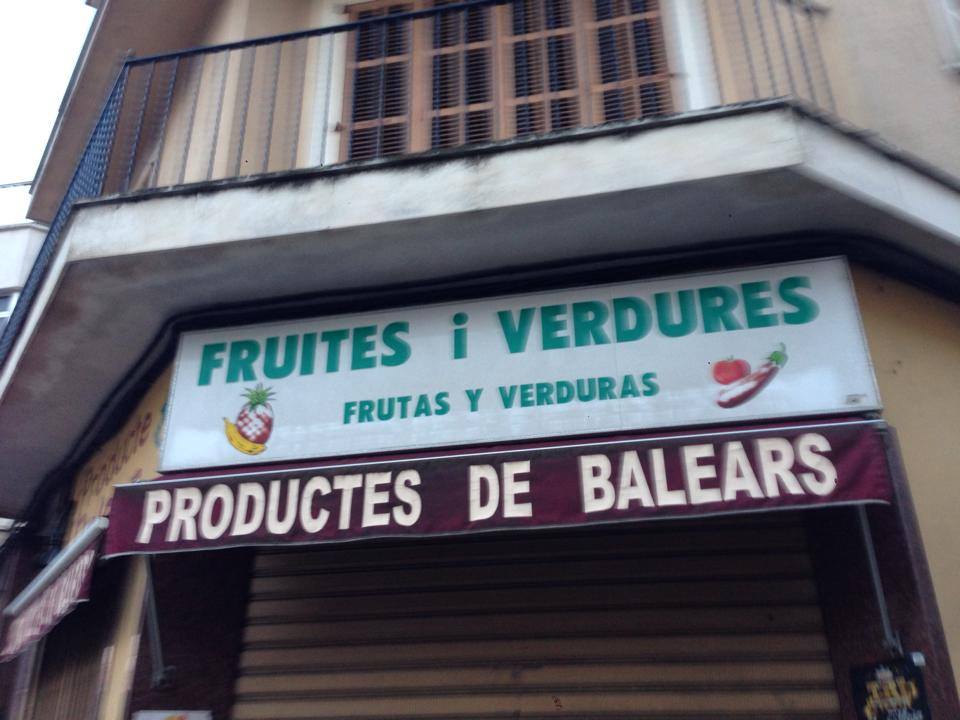 FRUITES i VERDURES
FRUTAS Y VERDURAS
PRODUCTES DE BALEARS